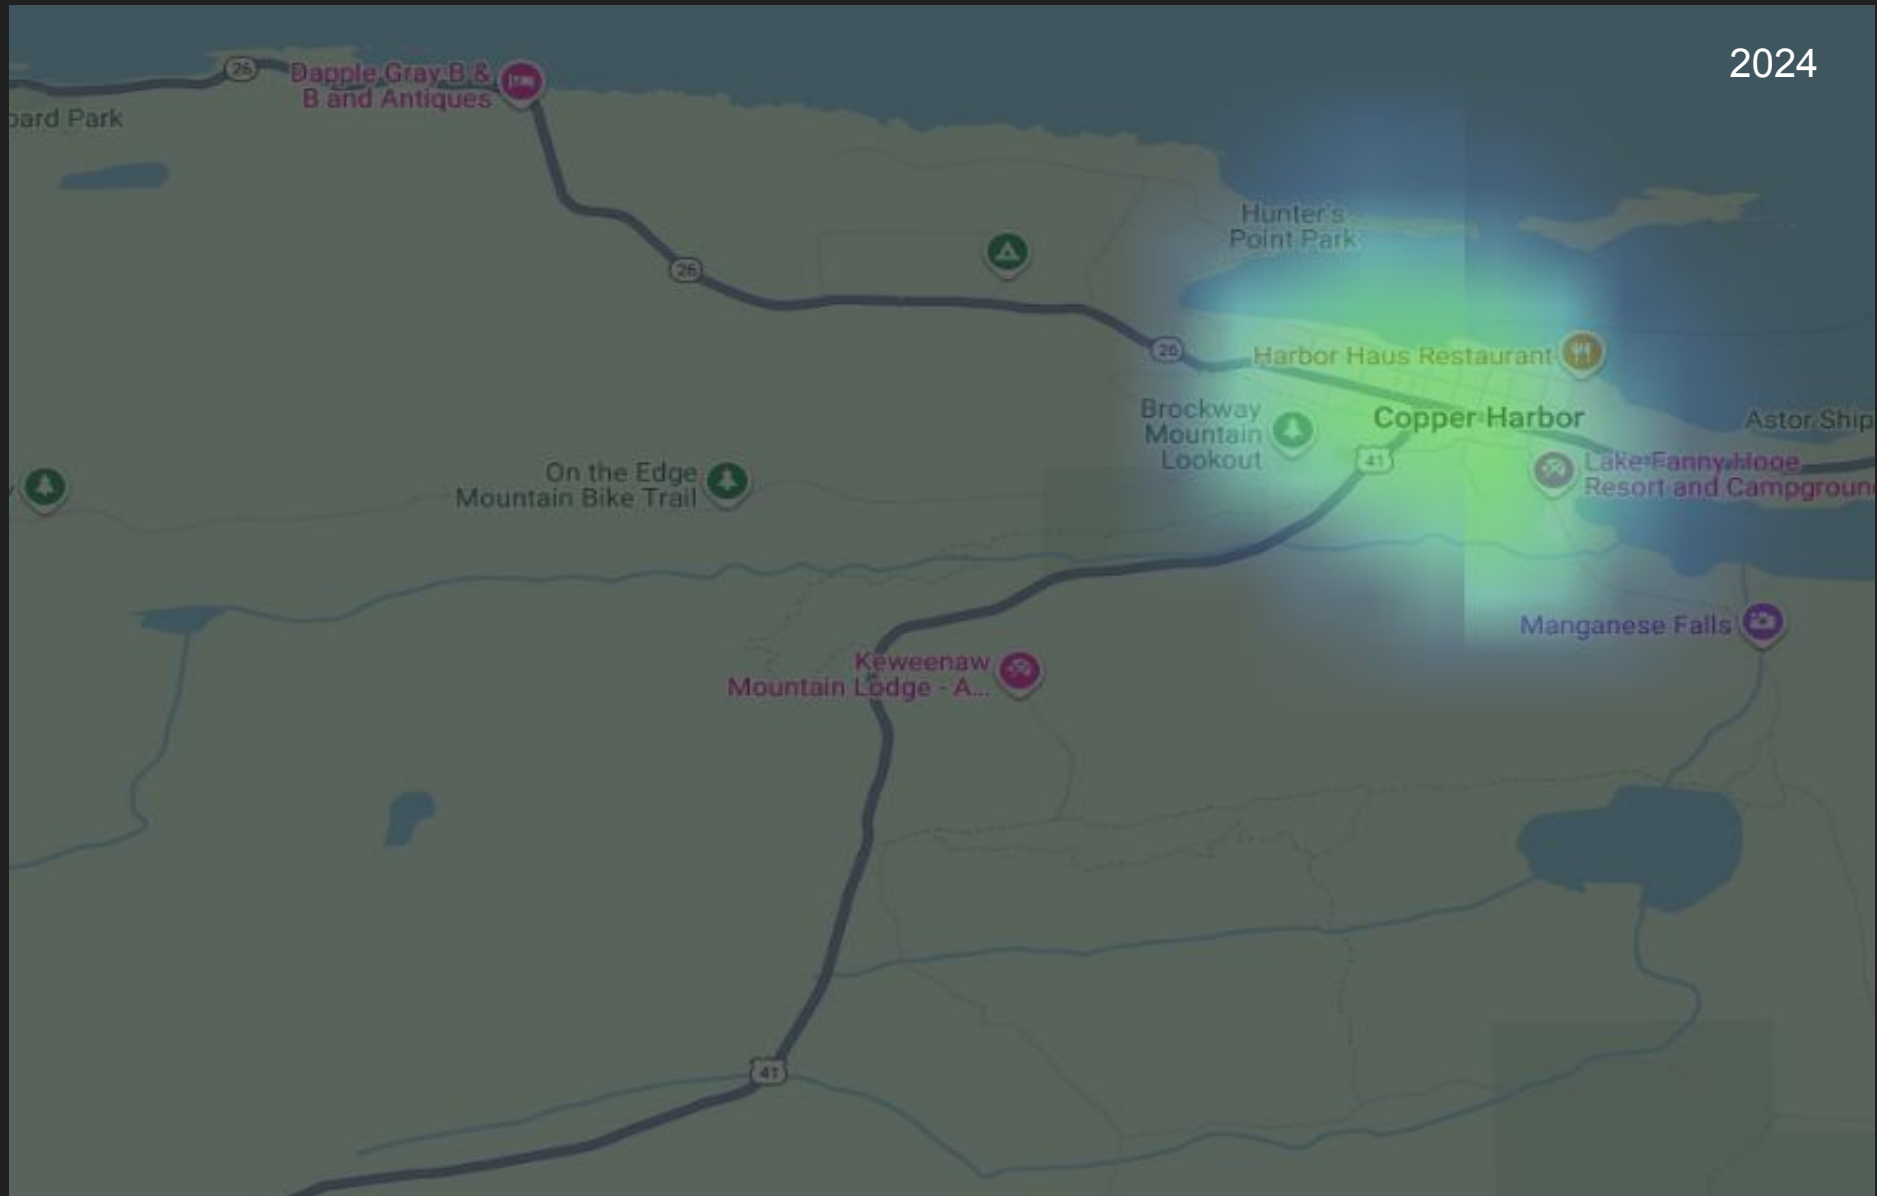 2024
26
Dapple Gray B &
B and Antiques
oard Park
Hunter's
Point Park
26
26
Harbor Haus Restaurant
Brockway
Mountain
Lookout
Copper Harbor
Astor Ship
41
Lake Fanny Hooe
Resort and Campground
On the Edge
Mountain Bike Trail
Manganese Falls
Keweenaw
Mountain Lodge - A...
41